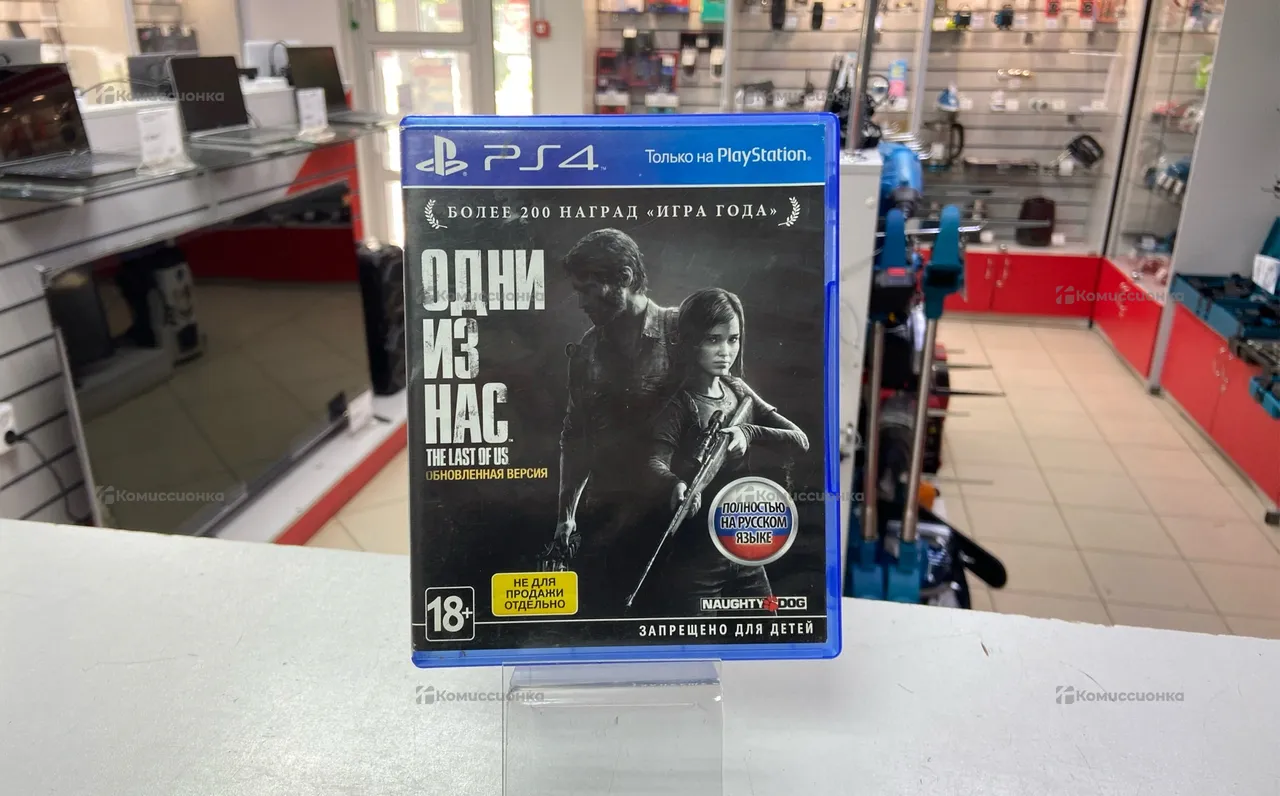 PS4
Только на PlayStation
БОЛЕЕ 200 НАГРАД «ИГРА ГОДА»
ОДНИ
ИЗ
НАС
THE LAST OF US
ОБНОВЛЕННАЯ ВЕРСИЯ
ПОЛНОСТЬЮ
НА РУССКОМ
ЯЗЫКЕ
НЕ ДЛЯ
ПРОДАЖИ
ОТДЕЛЬНО
18+
NAUGHTY DOG
ЗАПРЕЩЕНО ДЛЯ ДЕТЕЙ
Комиссионка
Комиссионка
Комиссионка
Комиссионка
Комиссионка
Комиссионка
Комиссионка
Комиссионка